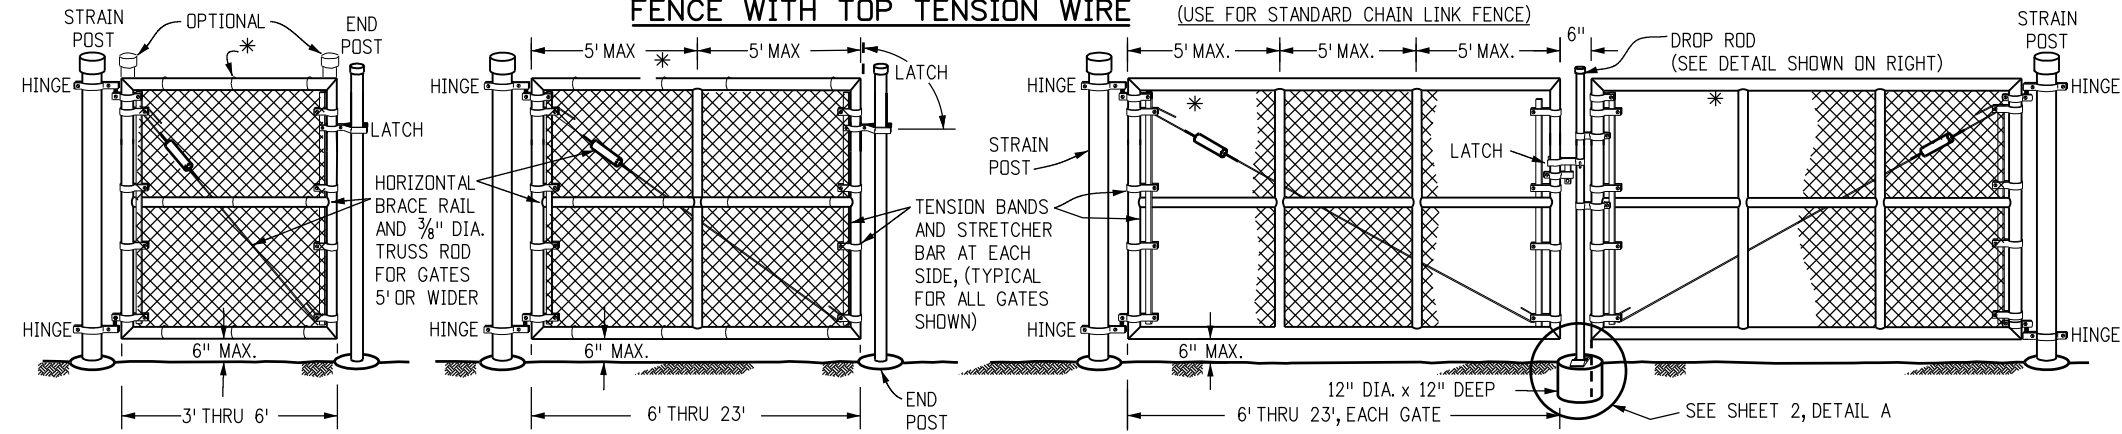 FENCE WITH TOP TENSION WIRE
(USE FOR STANDARD CHAIN LINK FENCE)
STRAIN
POST
OPTIONAL
*
END
POST
HINGE
LATCH
HORIZONTAL
BRACE RAIL
AND 3/8" DIA.
TRUSS ROD
FOR GATES
5' OR WIDER
HINGE
6" MAX.
3' THRU 6'
5' MAX
5' MAX
*
LATCH
HINGE
HINGE
6" MAX.
6' THRU 23'
END
POST
TENSION BANDS
AND STRETCHER
BAR AT EACH
SIDE, (TYPICAL
FOR ALL GATES
SHOWN)
5' MAX.
5' MAX.
5' MAX.
6"
DROP ROD
(SEE DETAIL SHOWN ON RIGHT)
STRAIN
POST
HINGE
*
*
HINGE
STRAIN
POST
LATCH
HINGE
HINGE
6" MAX.
12" DIA. x 12" DEEP
6' THRU 23', EACH GATE
SEE SHEET 2, DETAIL A